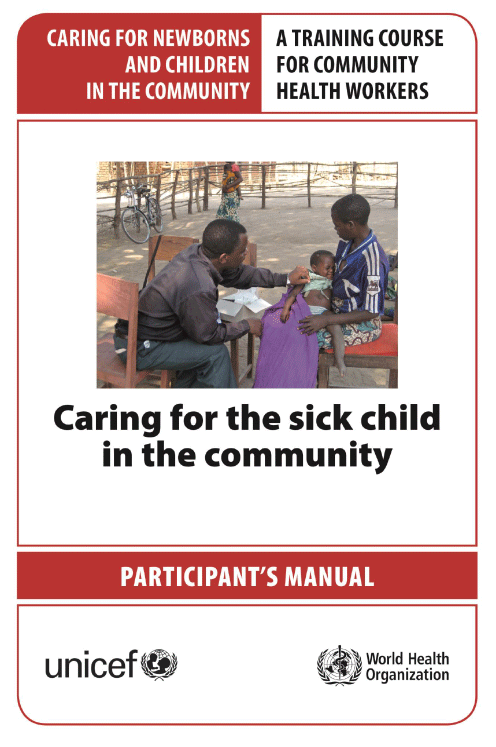 CARING FOR NEWBORNS
AND CHILDREN
IN THE COMMUNITY
A TRAINING COURSE
FOR COMMUNITY
HEALTH WORKERS
Caring for the sick child
in the community
PARTICIPANT'S MANUAL
unicef
World Health
Organization